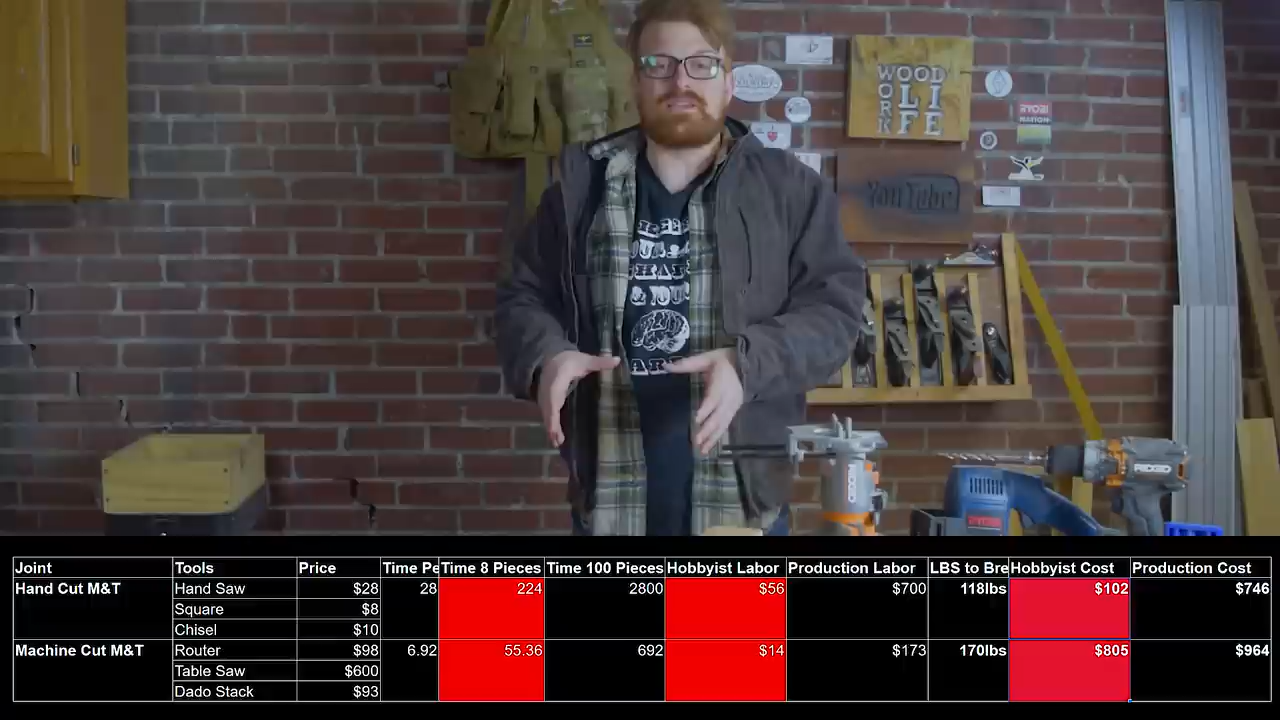 WOOD
WORK
LIFE
RYOBI
YouTube
& YOUR
RIDGID
Joint Tools Price Time Pe Time 8 Pieces Time 100 Pieces Hobbyist Labor Production Labor LBS to Bre Hobbyist Cost Production Cost
Hand Cut M&T Hand Saw $28 28 224 2800 $56 $700 118lbs $102 $746
Square $8
Chisel $10
Machine Cut M&T Router $98 6.92 55.36 692 $14 $173 170lbs $805 $964
Table Saw $600
Dado Stack $93